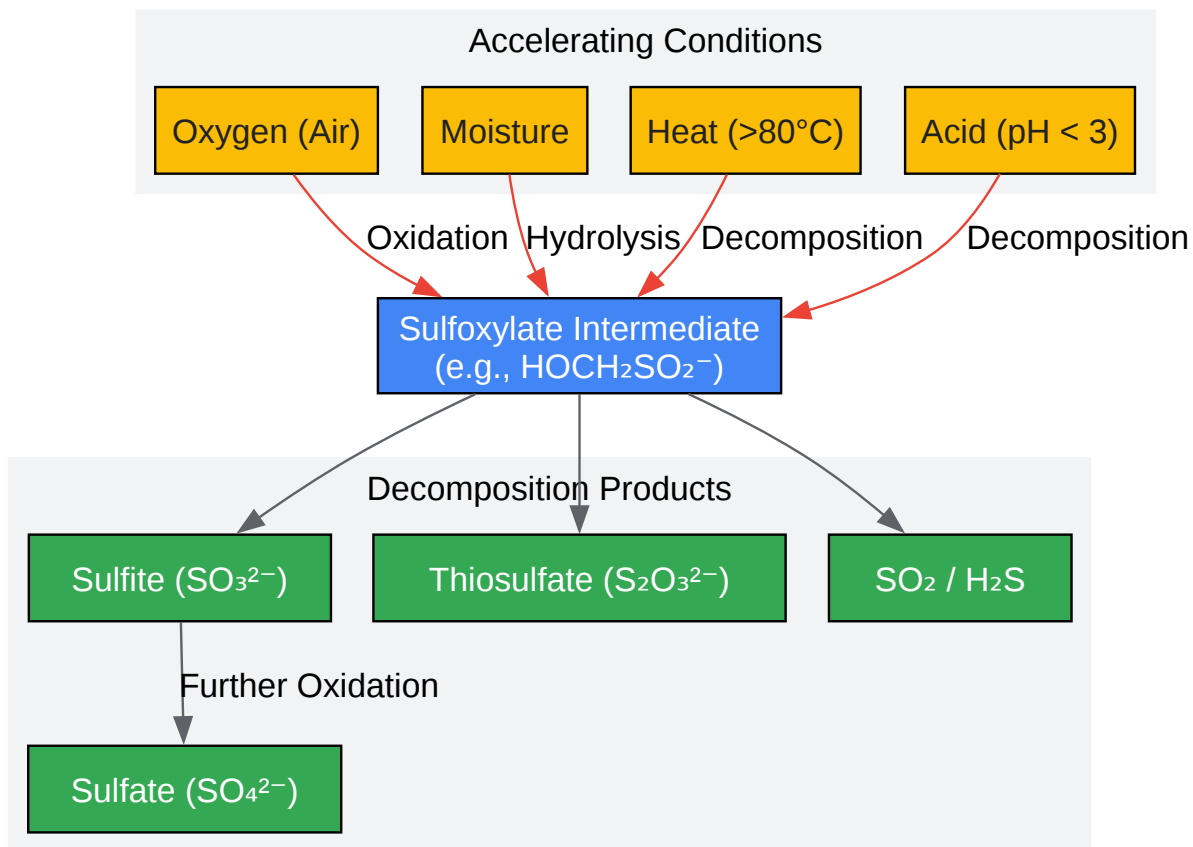 Accelerating Conditions
Oxygen (Air)
Moisture
Heat (>80°C)
Acid (pH < 3)
Oxidation
Hydrolysis
Decomposition
Decomposition
Sulfoxylate Intermediate
(e.g., HOCH₂SO₂⁻)
Decomposition Products
Sulfite (SO₃²⁻)
Thiosulfate (S₂O₃²⁻)
SO₂ / H₂S
Further Oxidation
Sulfate (SO₄²⁻)